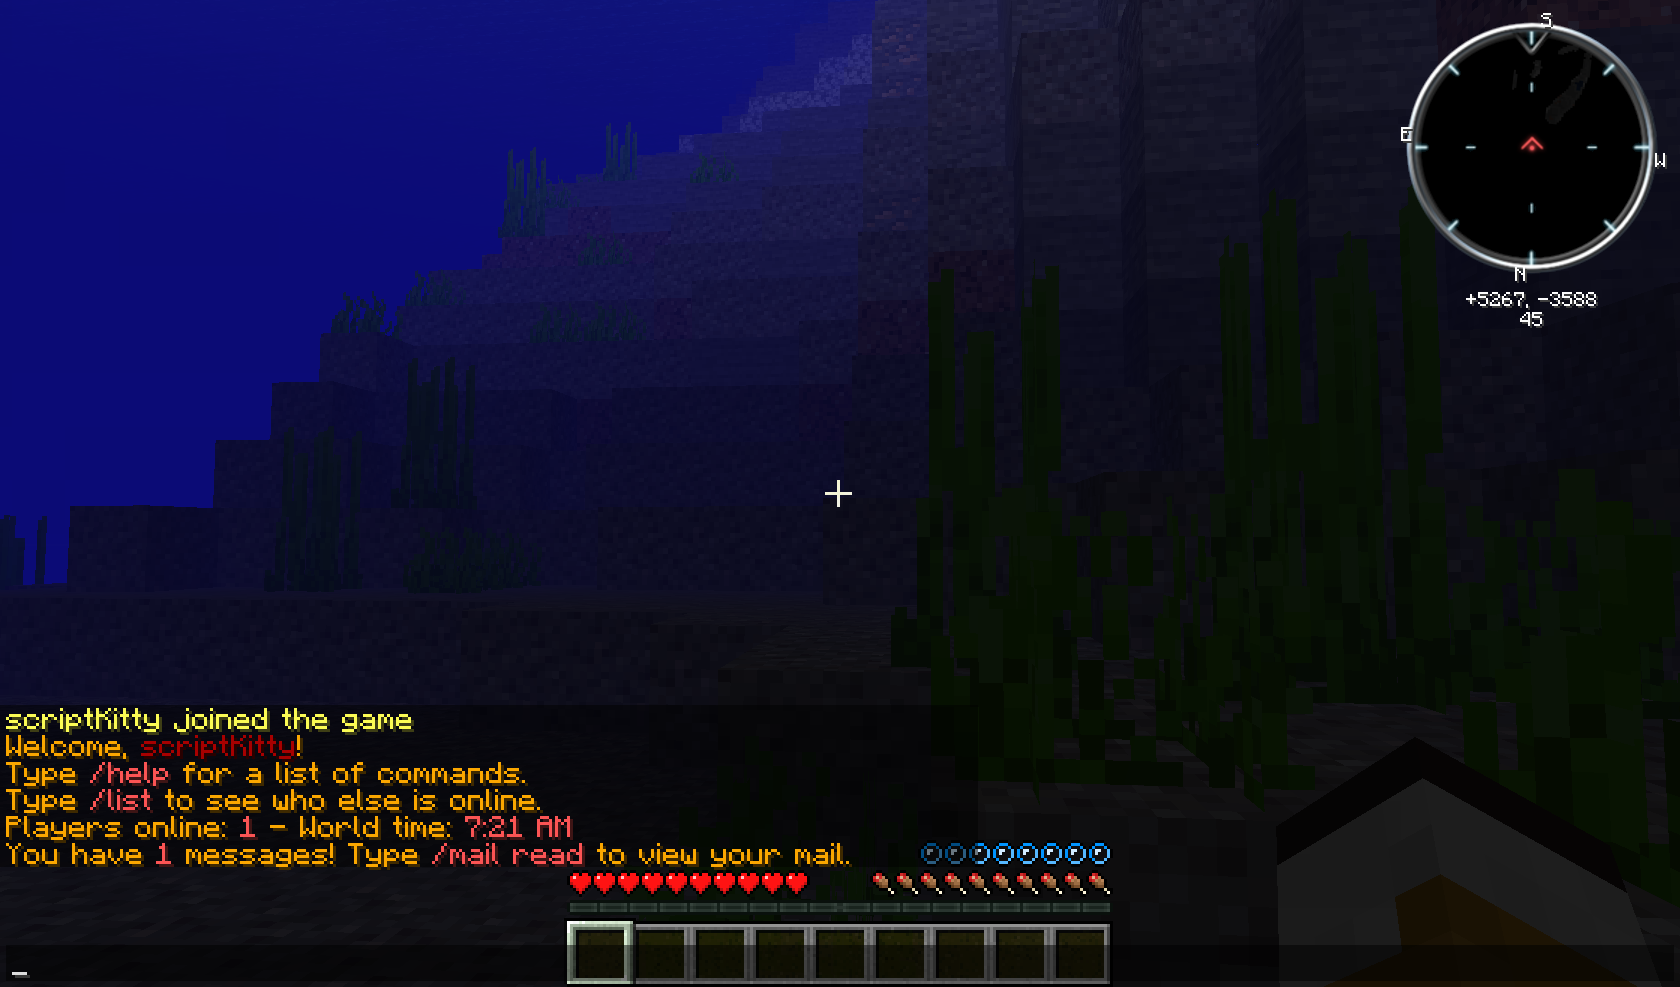 S
E
W
N
+5267, -3588
45
scriptKitty joined the game
Welcome, scriptKitty!
Type /help for a list of commands.
Type /list to see who else is online.
Players online: 1 - World time: 7:21 AM
You have 1 messages! Type /mail read to view your mail.
_